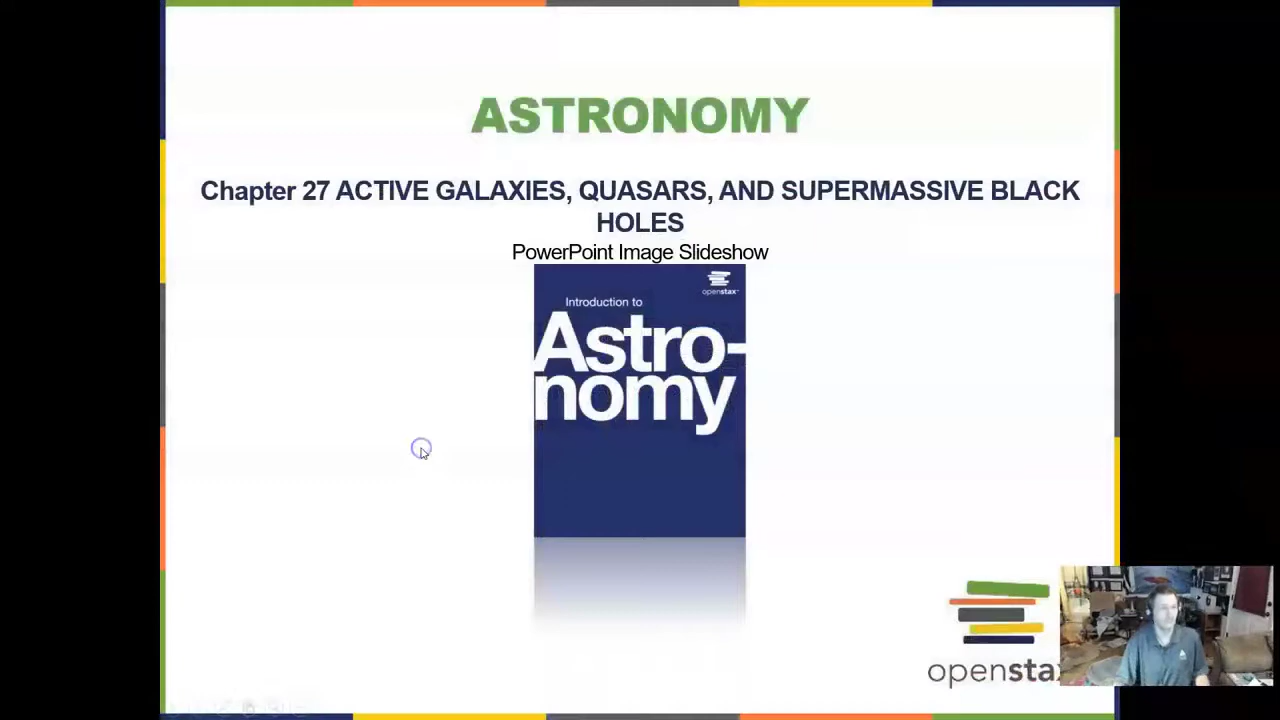 ASTRONOMY
Chapter 27 ACTIVE GALAXIES, QUASARS, AND SUPERMASSIVE BLACK
HOLES
PowerPoint Image Slideshow
openstax
Introduction to
Astro-
nomy
openstax